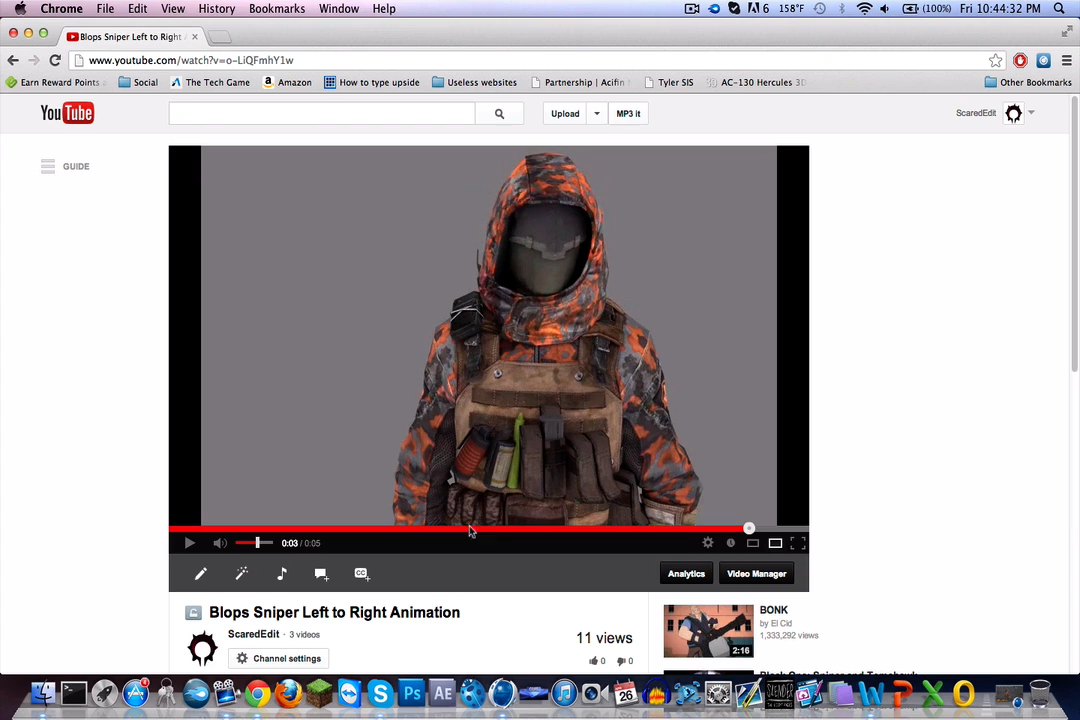 Chrome File Edit View History Bookmarks Window Help 6 158°F (100%) Fri 10:44:32 PM
Blops Sniper Left to Right
www.youtube.com/watch?v=o-LiQFmhY1w
Earn Reward Points Social The Tech Game Amazon How to type upside Useless websites Partnership | Acifin Tyler SIS AC-130 Hercules 3D Other Bookmarks
YouTube Upload MP3 it ScaredEdit
GUIDE
0:03 / 0:05
CC Analytics Video Manager
Blops Sniper Left to Right Animation
ScaredEdit · 3 videos
11 views
Channel settings
0 0
BONK
by El Cid
1,333,292 views
2:16
26 SLENDER
Ps AE S W P X O